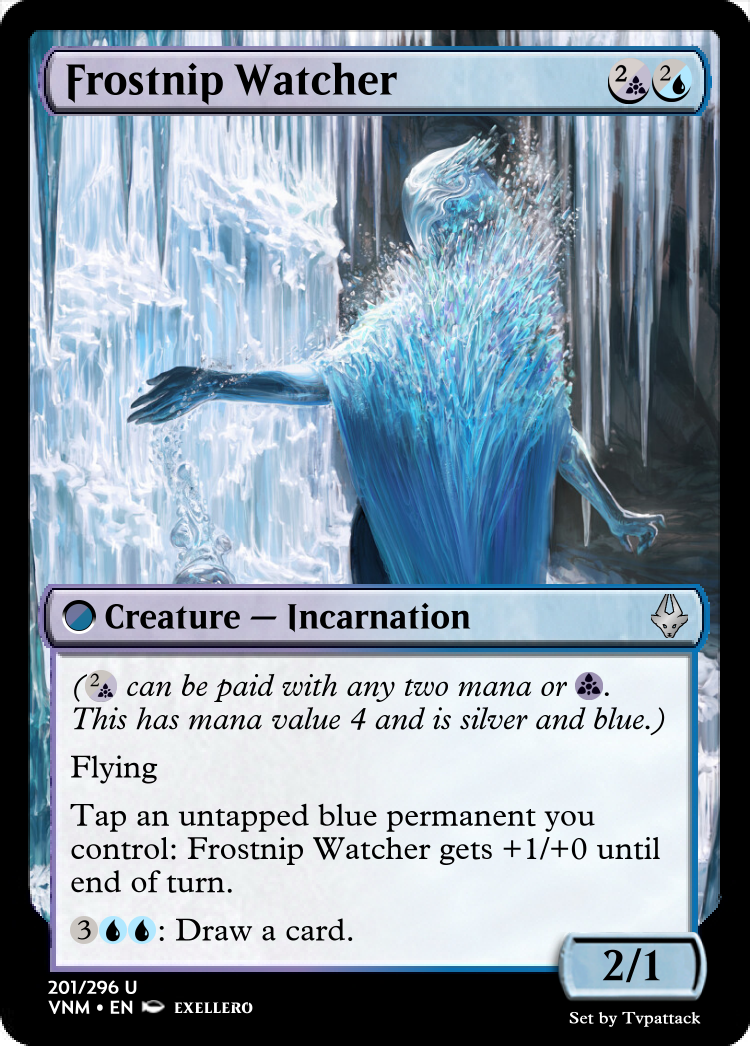 Frostnip Watcher
2 2
Creature — Incarnation
(2 can be paid with any two mana or .
This has mana value 4 and is silver and blue.)
Flying
Tap an untapped blue permanent you
control: Frostnip Watcher gets +1/+0 until
end of turn.
3 : Draw a card.
2/1
201/296 U
VNM • EN EXELLERO
Set by Tvpattack